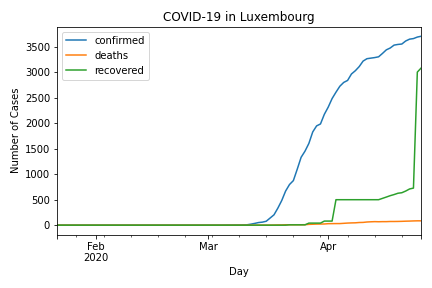 COVID-19 in Luxembourg
confirmed
deaths
recovered
3500
3000
2500
2000
1500
1000
500
0
Number of Cases
Feb
2020
Mar
Apr
Day